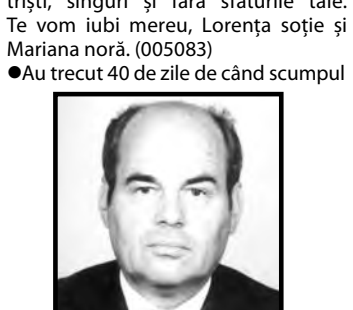 triști, singuri și fără sfaturile tale.
Te vom iubi mereu, Lorența soție și
Mariana noră. (005083)
●Au trecut 40 de zile de când scumpul